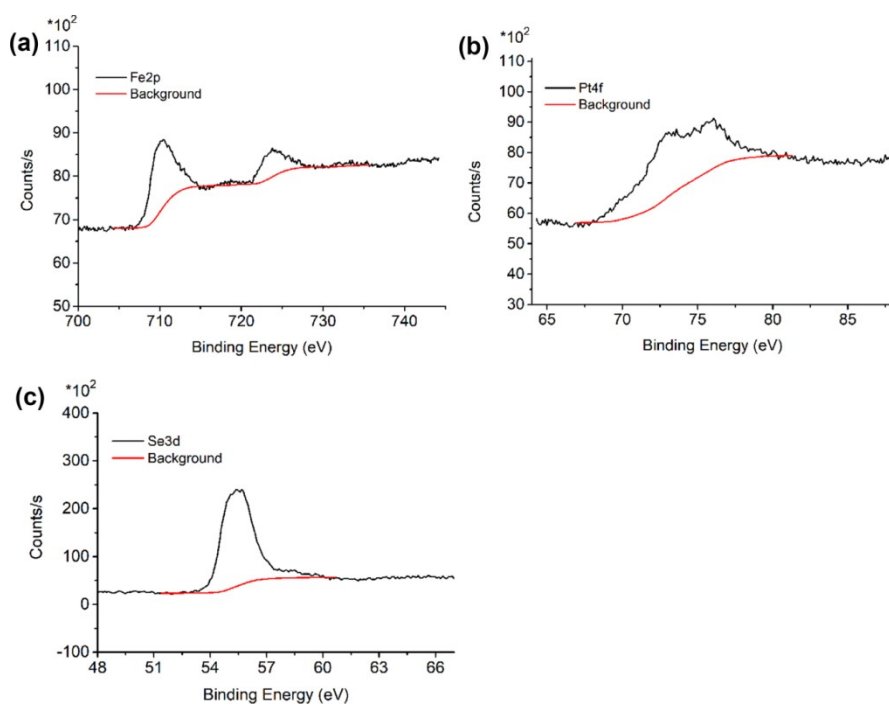 (a)
*10²
110
100
90
80
70
60
50
Counts/s
Fe2p
Background
700
710
720
730
740
Binding Energy (eV)
(b)
*10²
110
100
90
80
70
60
50
40
30
Counts/s
Pt4f
Background
65
70
75
80
85
Binding Energy (eV)
(c)
*10²
400
300
200
100
0
-100
Counts/s
Se3d
Background
48
51
54
57
60
63
66
Binding Energy (eV)